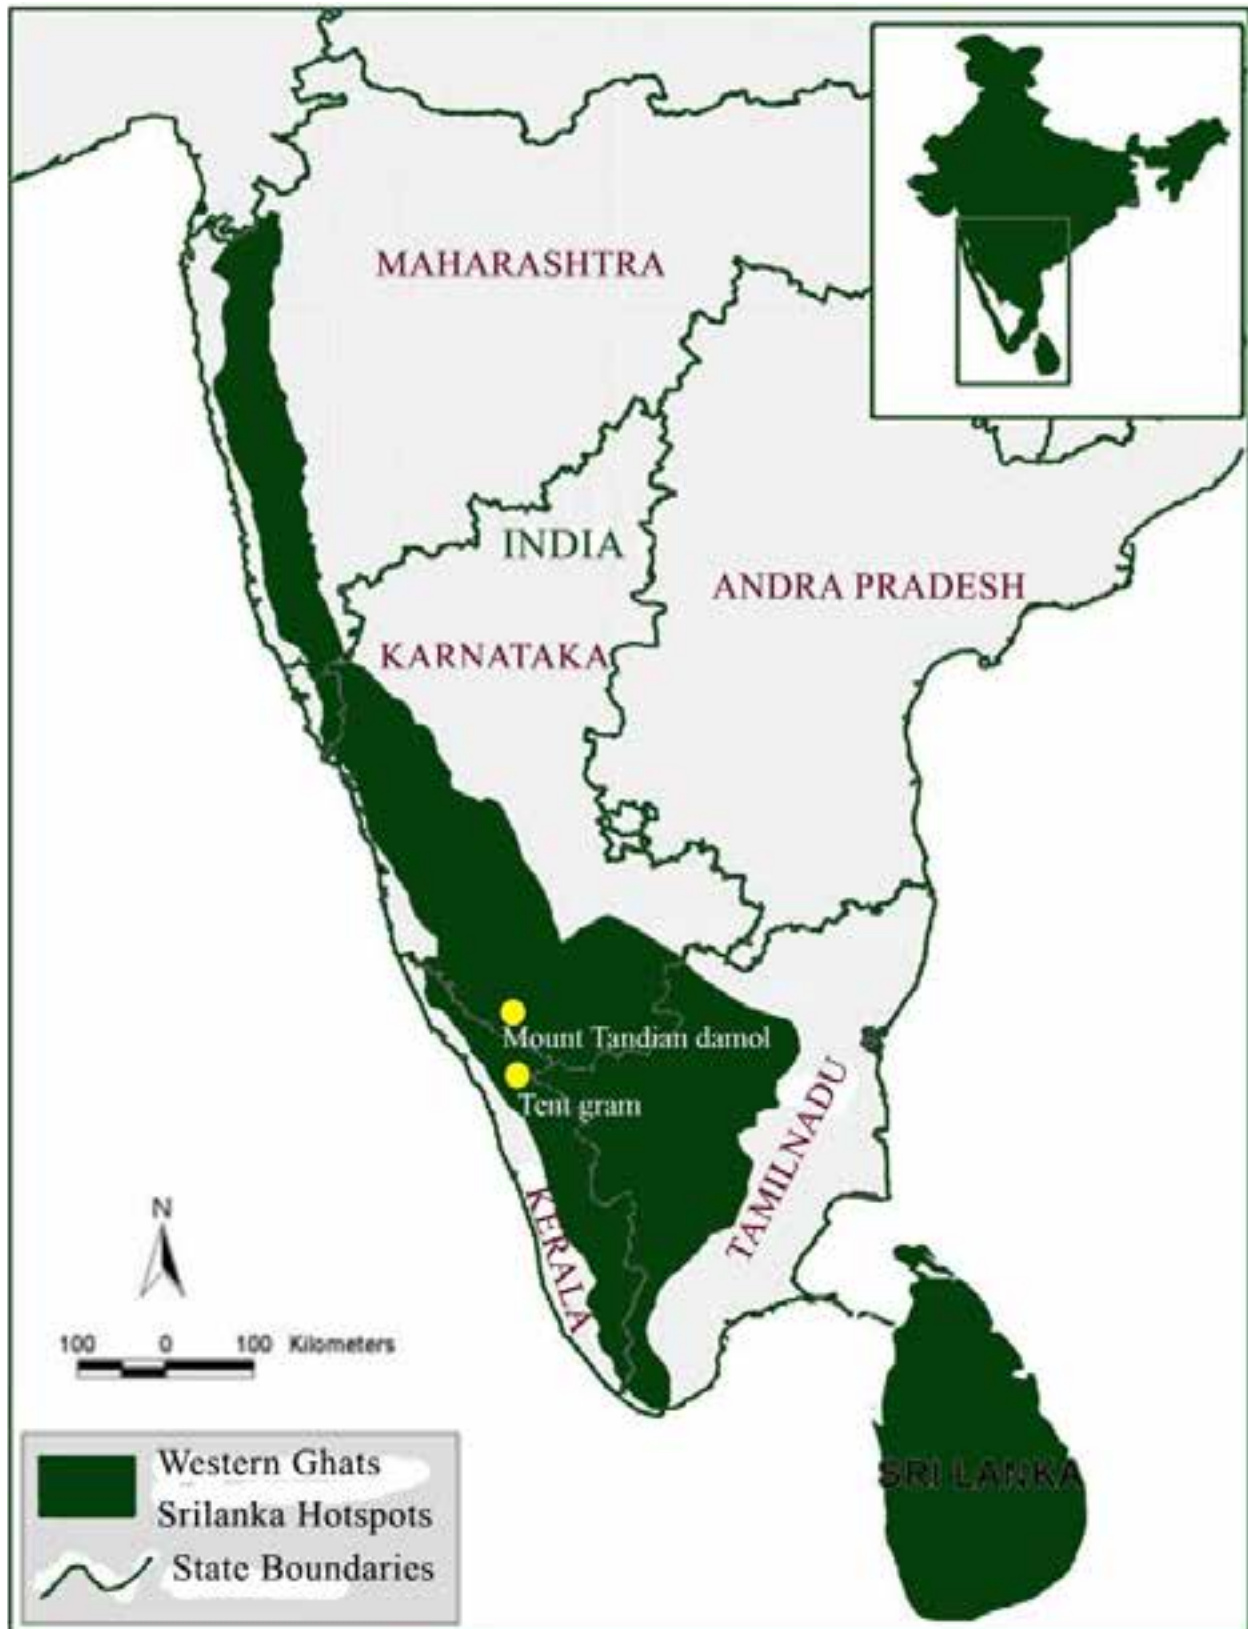 MAHARASHTRA
INDIA
ANDRA PRADESH
KARNATAKA
Mount Tandian damol
Tent gram
TAMILNADU
KERALA
N
100 0 100 Kilometers
SRI LANKA
Western Ghats
Srilanka Hotspots
State Boundaries